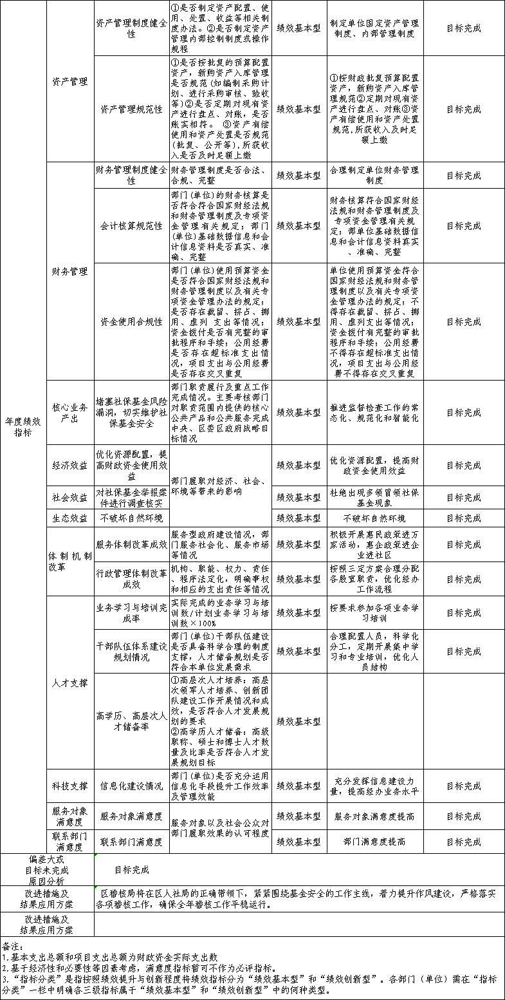 年度绩效
指标
资产管理
资产管理制度健全
性
①是否制定资产配置、使
用、处置、收益等相关制
度办法。②是否制定资产
管理内部控制制度或操作
规程
绩效基本型
制定单位固定资产管理
制度、内部管理制度
目标完成
资产管理规范性
①是否按批复的预算配置
资产，新购资产入库管理
是否规范(如编制采购计
划、进行采购审核、验收
等)②是否定期对现有资
产进行盘点、对账，是否
账实相符。 ③资产有偿
使用和资产处置是否规范
(批复、公开等),所获收
入是否及时足额上缴
绩效基本型
①按财政批复预算配置
资产，新购资产入库管
理规范②定期对现有资
产进行盘点、对账③资
产有偿使用和资产处置
规范,所获收入及时足
额上缴
目标完成
财务管理
财务管理制度健全
性
财务管理制度是否合法、
合规、完整
绩效基本型
合理制定单位财务管理
制度
目标完成
会计核算规范性
部门(单位)的财务核算是
否符合符合国家财经法规
和财务管理制度及专项资
金管理有关规定；部门
(单位)基础数据信息和会
计信息资料是否真实、准
确、完整
绩效基本型
财务核算符合国家财经
法规和财务管理制度及
专项资金管理有关规
定；部单位基础数据信
息和会计信息资料真实
、准确、完整
目标完成
资金使用合规性
部门(单位)使用预算资金
是否符合国家财经法规和
财务管理制度以及有关专
项资金管理办法的规定；
是否存在截留、挤占、挪
用、虚列 支出等情况；
资金拨付是否有完整的审
批程序和手续；公用经费
是否存在超标准支出情
况，项目支出与公用经费
是否存在交叉重复
绩效基本型
单位使用预算资金符合
国家财经法规和财务管
理制度以及有关专项资
金管理办法的规定；不
得存在截留、挤占、挪
用、虚列支出等情况；
资金拨付有完整的审批
程序和手续；公用经费
不得存在超标准支出情
况，项目支出与公用经
费不得存在交叉重复
目标完成
核心业务
产出
堵塞社保基金风险
漏洞，切实维护社
保基金安全
部门职责履行及重点工作
完成情况。主要考核部门
对职责范围内提供的核心
公共产品和公共服务完成
中央、区委区政府战略目
标情况
绩效基本型
推进监督检查工作的常
态化、规范化和智能化
目标完成
经济效益
优化资源配置，提
高财政资金使用效
益
部门履职对经济、社会、
环境等带来的影响
绩效基本型
优化资源配置，提高财
政资金使用效益
目标完成
社会效益
对社保基金举报案
件进行调查核实
绩效基本型
杜绝出现多领冒领社保
基金现象
目标完成
生态效益
不破坏自然环境
绩效基本型
不破坏自然环境
目标完成
体制机制
改革
服务体制改革成效
服务型政府建设情况，部
门服务社会化、服务市场
等情况
绩效基本型
积极开展惠民政策进万
家活动，惠企政策进企
业进社区
目标完成
行政管理体制改革
成效
机构、职能、权力、责任
、程序法定化，明确事权
和相应的支出责任等情况
绩效基本型
按照三定方案合理分配
各股室职责，优化经办
工作流程
目标完成
人才支撑
业务学习与培训完
成率
实际完成的业务学习与培
训数/计划业务学习与培
训数×100%
绩效基本型
按要求参加各项业务学
习培训
目标完成
干部队伍体系建设
规划情况
部门(单位)干部队伍建设
是否具备科学合理的制度
支撑，人才储备规划是否
符合本单位发展需求
绩效基本型
合理配置人员，科学化
分工，定期开展集中学
习和专业培训，优化人
员结构
目标完成
高学历、高层次人
才储备率
①高层次人才培养：高层
次领军人才培养、创新团
队建设工作开展情况和成
效，是否符合人才发展规
划的要求
②高学历人才储备：高级
职称、硕士和博士人才数
量及比率是否符合人才发
展规划目标
绩效基本型
科技支撑
信息化建设情况
部门(单位)是否充分运用
信息化手段提升工作效率
及管理效能
绩效基本型
充分发挥信息建设力
量，提高经办业务水平
目标完成
服务对象
满意度
服务对象满意度
服务对象以及社会公众对
部门履职效果的认可程度
绩效基本型
服务对象满意度提高
目标完成
联系部门
满意度
联系部门满意度
绩效基本型
部门满意度提高
目标完成
偏差大或
目标未完成
原因分析
目标完成
改进措施及
结果应用方案
区稽核局将在区人社局的正确带领下，紧紧围绕基金安全的工作主线，着力提升作风建设，严格落实
各项稽核工作，确保全年稽核工作平稳运行。
改进措施及
结果应用方案
备注：
1.基本支出总额和项目支出总额为财政资金实际支出数
2.基于经济性和必要性等因素考虑，满意度指标暂可不作为必评指标。
3.“指标分类”是指按照绩效提升与创新程度将绩效指标分为“绩效基本型”和“绩效创新型”。各部门（单位）需在“指标
分类”一栏中明确各三级指标属于“绩效基本型”和“绩效创新型”中的何种类型。